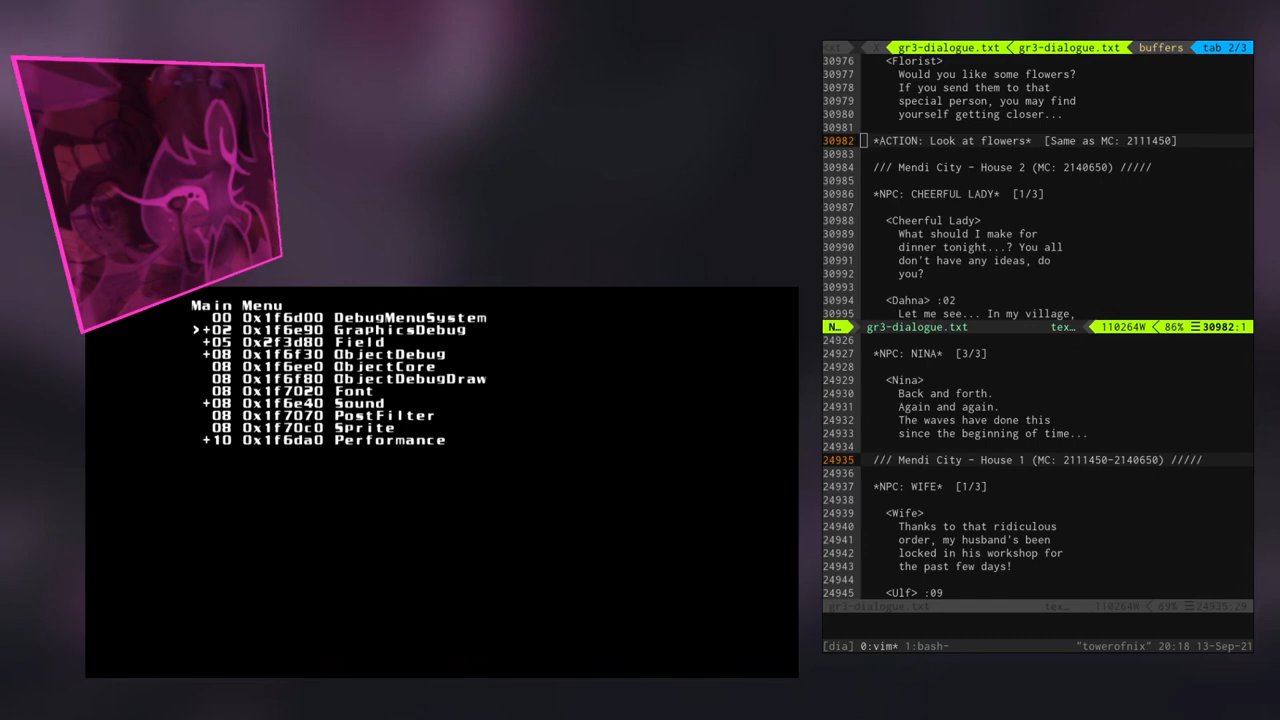 Main Menu
00 0x1f6d00 DebugMenuSystem
>+02 0x1f6e90 GraphicsDebug
+05 0x2f3d80 Field
+08 0x1f6f30 ObjectDebug
08 0x1f6ee0 ObjectCore
08 0x1f6f80 ObjectDebugDraw
08 0x1f7020 Font
+08 0x1f6e40 Sound
08 0x1f7070 PostFilter
08 0x1f70c0 Sprite
+10 0x1f6da0 Performance
<xt X gr3-dialogue.txt gr3-dialogue.txt buffers tab 2/3
30976 <Florist>
30977 Would you like some flowers?
30978 If you send them to that
30979 special person, you may find
30980 yourself getting closer...
30981
30982 *ACTION: Look at flowers* [Same as MC: 2111450]
30983
30984 /// Mendi City - House 2 (MC: 2140650) /////
30985
30986 *NPC: CHEERFUL LADY* [1/3]
30987
30988 <Cheerful Lady>
30989 What should I make for
30990 dinner tonight...? You all
30991 don't have any ideas, do
30992 you?
30993
30994 <Dahna> :02
30995 Let me see... In my village,
N… gr3-dialogue.txt tex… 110264W 86% ☰30982:1
24926
24927 *NPC: NINA* [3/3]
24928
24929 <Nina>
24930 Back and forth.
24931 Again and again.
24932 The waves have done this
24933 since the beginning of time...
24934
24935 /// Mendi City - House 1 (MC: 2111450-2140650) /////
24936
24937 *NPC: WIFE* [1/3]
24938
24939 <Wife>
24940 Thanks to that ridiculous
24941 order, my husband's been
24942 locked in his workshop for
24943 the past few days!
24944
24945 <Ulf> :09
gr3-dialogue.txt tex… 110264W 69% ☰24935:29
[dia] 0:vim* 1:bash- "towerofnix" 20:18 13-Sep-21